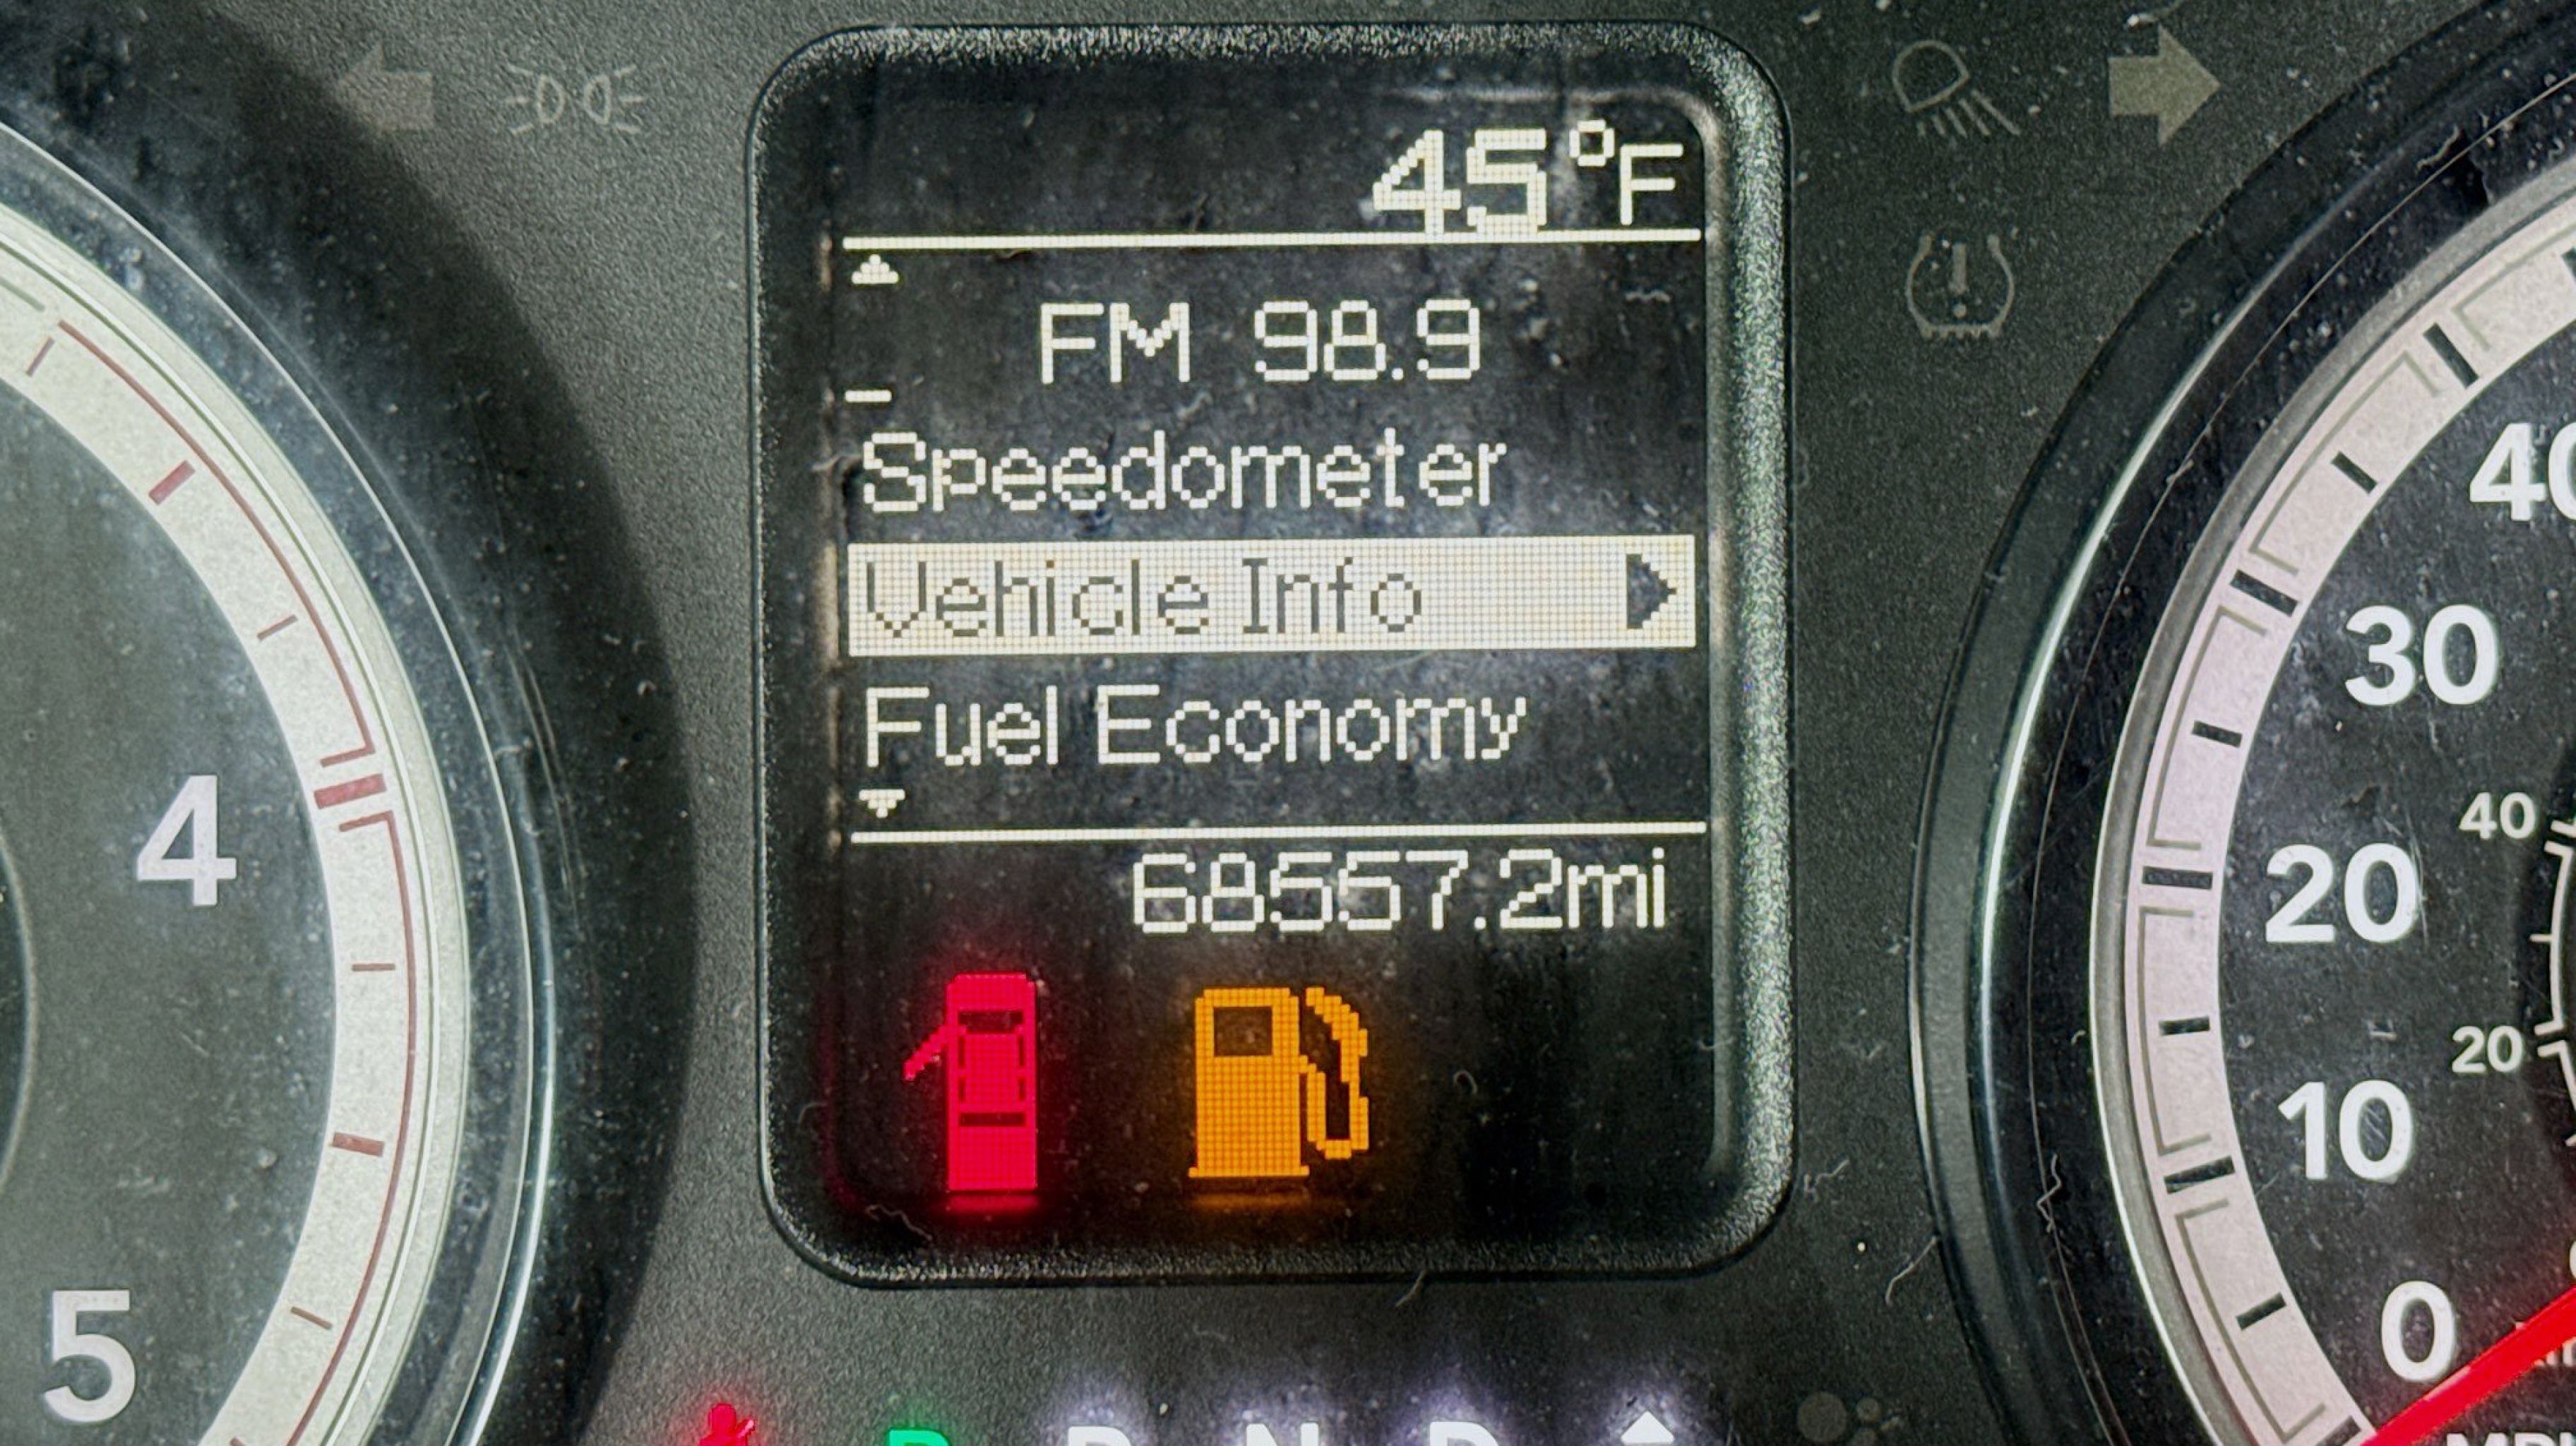 45°F
FM 98.9
Speedometer
Vehicle Info
Fuel Economy
68557.2mi
4
5
40
30
20
10
0
40
20
P R N D